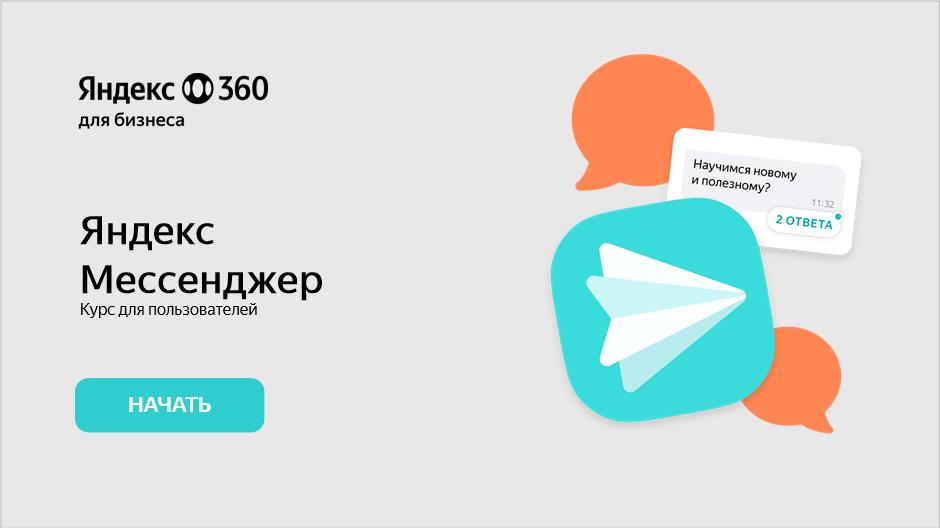 Яндекс 360
для бизнеса
Яндекс
Мессенджер
Курс для пользователей
НАЧАТЬ
Научимся новому
и полезному?
11:32
2 ОТВЕТА